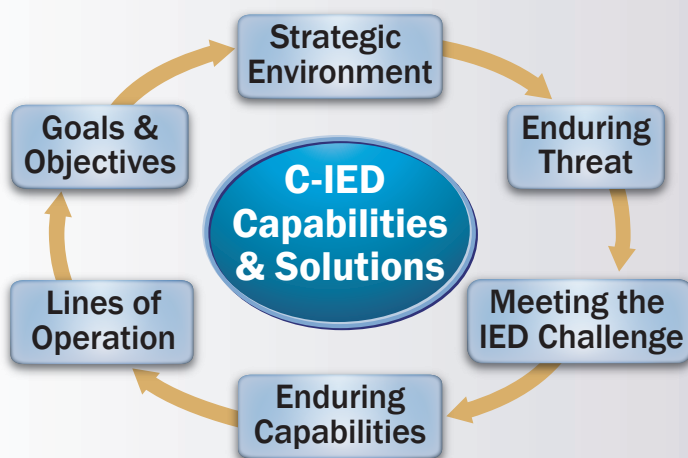 Strategic
Environment
Enduring
Threat
Meeting the
IED Challenge
Enduring
Capabilities
Lines of
Operation
Goals &
Objectives
C-IED
Capabilities
& Solutions